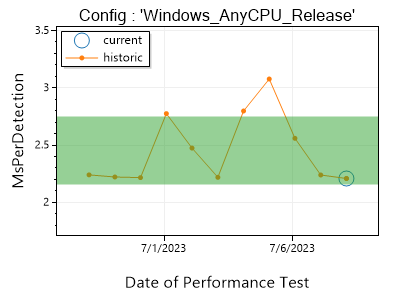 Config : 'Windows_AnyCPU_Release'
3.5
current
historic
3
MsPerDetection
2.5
2
7/1/2023
7/6/2023
Date of Performance Test